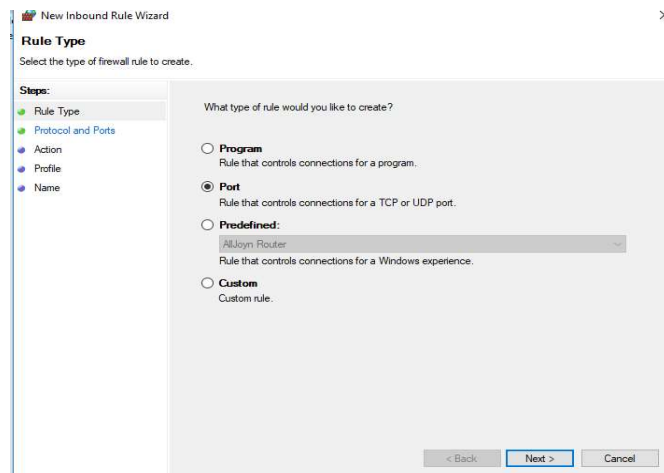 New Inbound Rule Wizard
Rule Type
Select the type of firewall rule to create.
Steps:
Rule Type
Protocol and Ports
Action
Profile
Name
What type of rule would you like to create?
Program
Rule that controls connections for a program.
Port
Rule that controls connections for a TCP or UDP port.
Predefined:
AllJoyn Router
Rule that controls connections for a Windows experience.
Custom
Custom rule.
< Back Next > Cancel